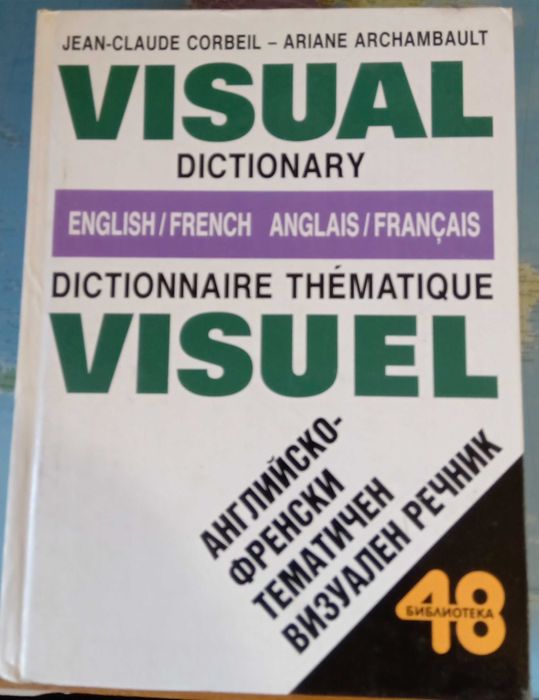 JEAN-CLAUDE CORBEIL – ARIANE ARCHAMBAULT
VISUAL
DICTIONARY
ENGLISH/FRENCH ANGLAIS/FRANÇAIS
DICTIONNAIRE THÉMATIQUE
VISUEL
АНГЛИЙСКО-
ФРЕНСКИ
ТЕМАТИЧЕН
ВИЗУАЛЕН РЕЧНИК
48
БИБЛИОТЕКА